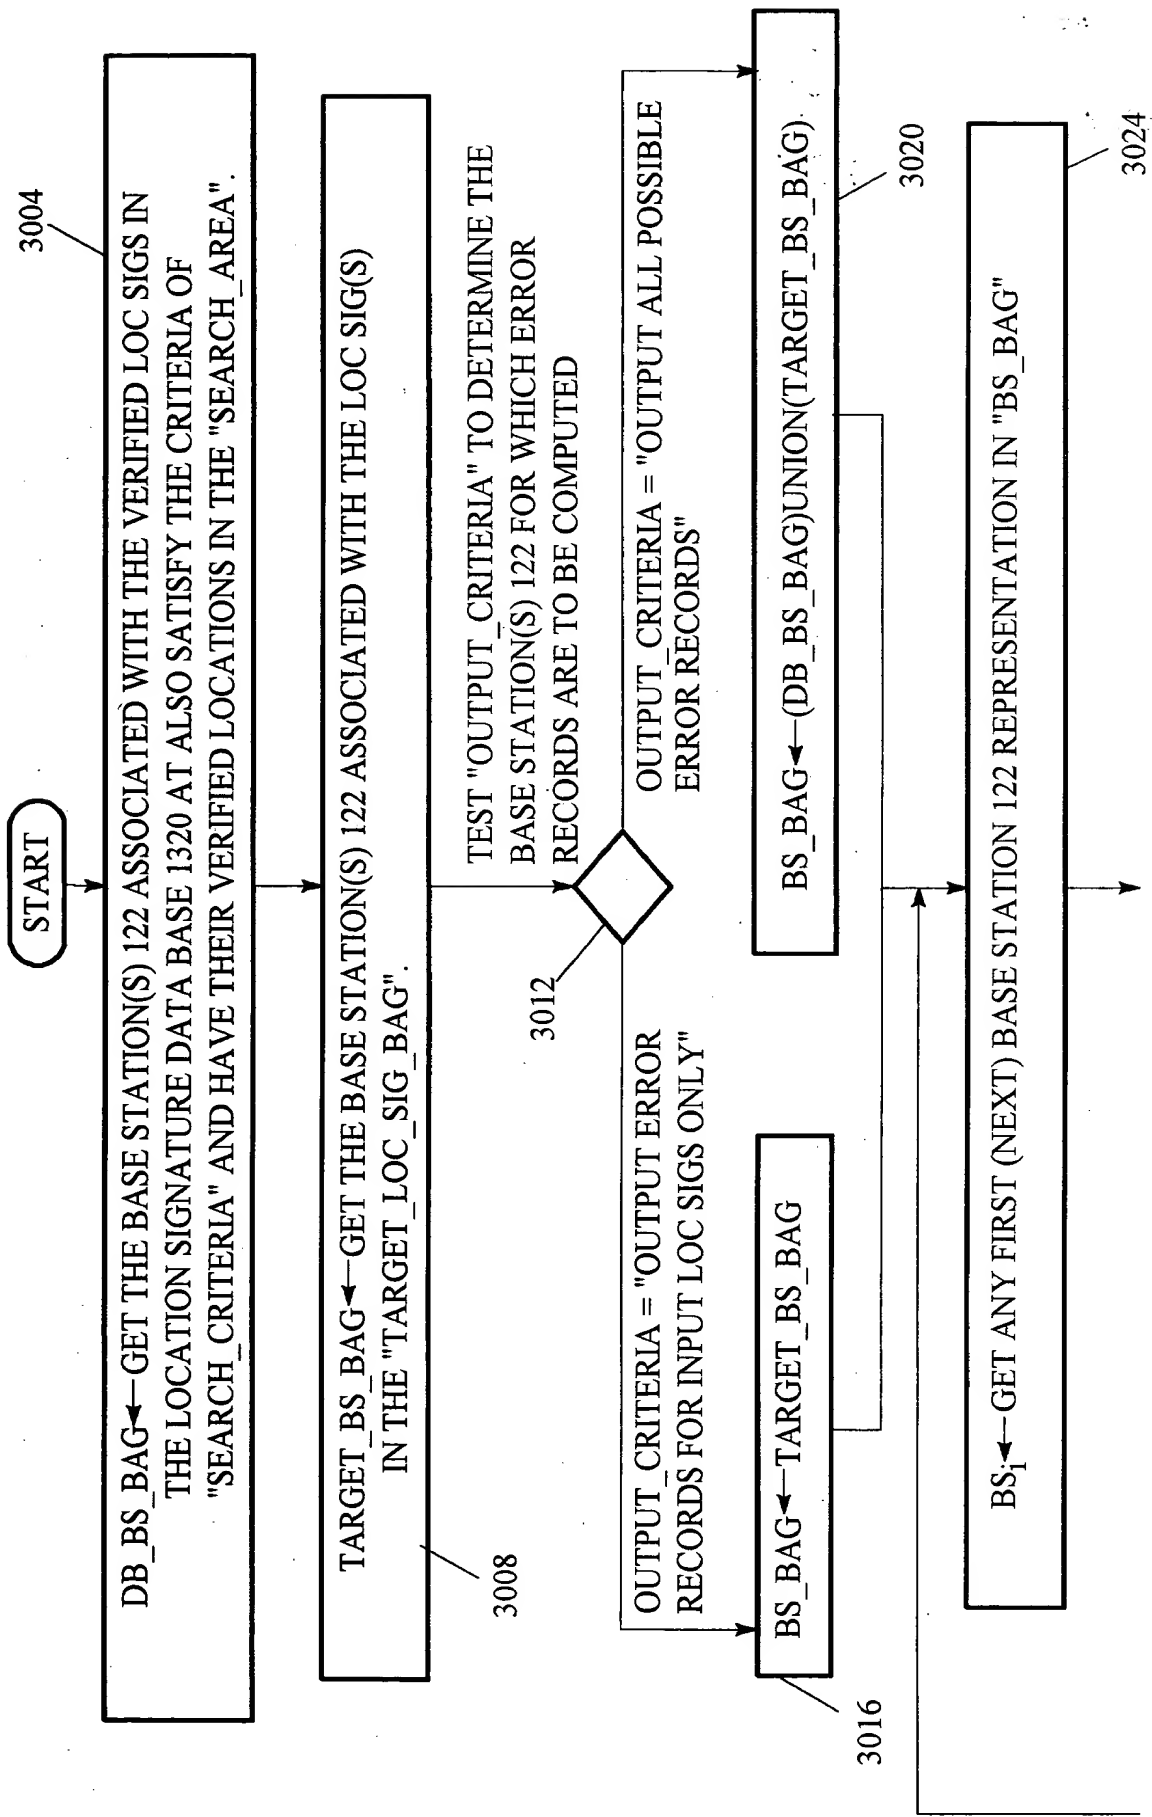 START
3004
DB_BS_BAG←GET THE BASE STATION(S) 122 ASSOCIATED WITH THE VERIFIED LOC SIGS IN
THE LOCATION SIGNATURE DATA BASE 1320 AT ALSO SATISFY THE CRITERIA OF
"SEARCH_CRITERIA" AND HAVE THEIR VERIFIED LOCATIONS IN THE "SEARCH_AREA".
TARGET_BS_BAG←GET THE BASE STATION(S) 122 ASSOCIATED WITH THE LOC SIG(S)
IN THE "TARGET_LOC_SIG_BAG".
3008
TEST "OUTPUT_CRITERIA" TO DETERMINE THE
BASE STATION(S) 122 FOR WHICH ERROR
RECORDS ARE TO BE COMPUTED
3012
OUTPUT_CRITERIA = "OUTPUT ERROR
RECORDS FOR INPUT LOC SIGS ONLY"
OUTPUT_CRITERIA = "OUTPUT ALL POSSIBLE
ERROR RECORDS"
BS_BAG←TARGET_BS_BAG
3016
BS_BAG←(DB_BS_BAG)UNION(TARGET_BS_BAG).
3020
BSi←GET ANY FIRST (NEXT) BASE STATION 122 REPRESENTATION IN "BS_BAG"
3024